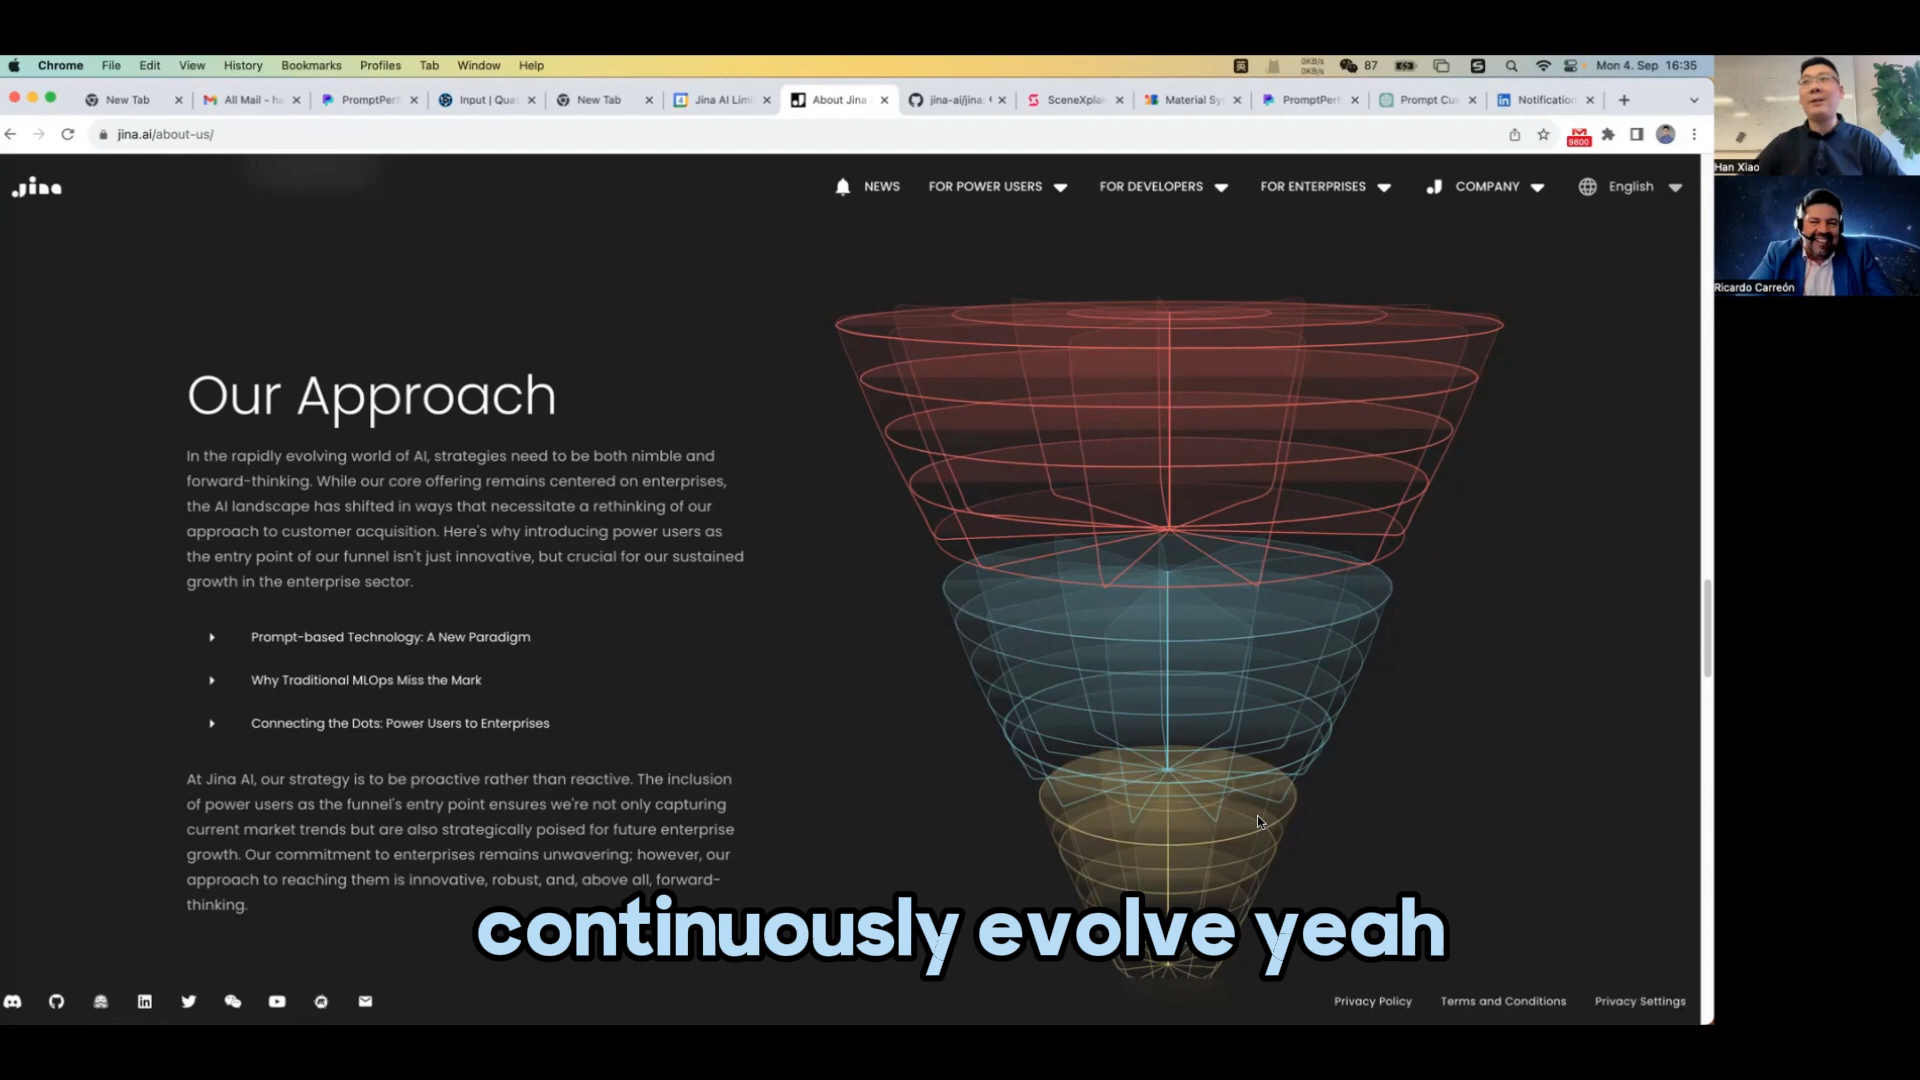 Chrome File Edit View History Bookmarks Profiles Tab Window Help
英 0KB/s 0KB/s 87 Mon 4. Sep 16:35
New Tab All Mail - ha PromptPerf Input | Qua New Tab Jina AI Limi About Jina jina-ai/jina: SceneXplai Material Sy PromptPerf Prompt Cus Notification
jina.ai/about-us/
9800
Han Xiao
Ricardo Carreón
Jina
NEWS FOR POWER USERS FOR DEVELOPERS FOR ENTERPRISES COMPANY English
Our Approach
In the rapidly evolving world of AI, strategies need to be both nimble and
forward-thinking. While our core offering remains centered on enterprises,
the AI landscape has shifted in ways that necessitate a rethinking of our
approach to customer acquisition. Here's why introducing power users as
the entry point of our funnel isn't just innovative, but crucial for our sustained
growth in the enterprise sector.
Prompt-based Technology: A New Paradigm
Why Traditional MLOps Miss the Mark
Connecting the Dots: Power Users to Enterprises
At Jina AI, our strategy is to be proactive rather than reactive. The inclusion
of power users as the funnel's entry point ensures we're not only capturing
current market trends but are also strategically poised for future enterprise
growth. Our commitment to enterprises remains unwavering; however, our
approach to reaching them is innovative, robust, and, above all, forward-
thinking.
continuously evolve yeah
Privacy Policy Terms and Conditions Privacy Settings